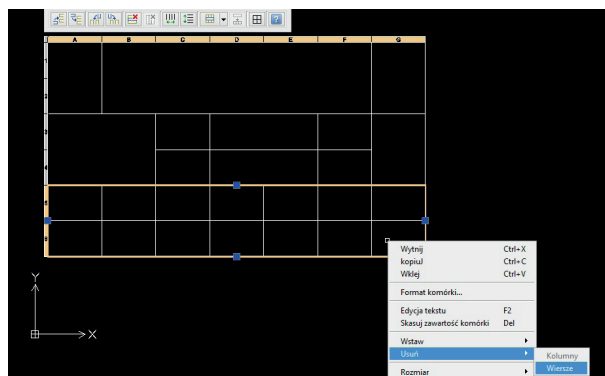 A B C D E F G
1
2
3
4
5
6
Wytnij Ctrl+X
kopiuJ Ctrl+C
Wklej Ctrl+V
Format komórki...
Edycja tekstu F2
Skasuj zawartość komórki Del
Wstaw
Usuń
Kolumny
Rozmiar
Wiersze
Y
X